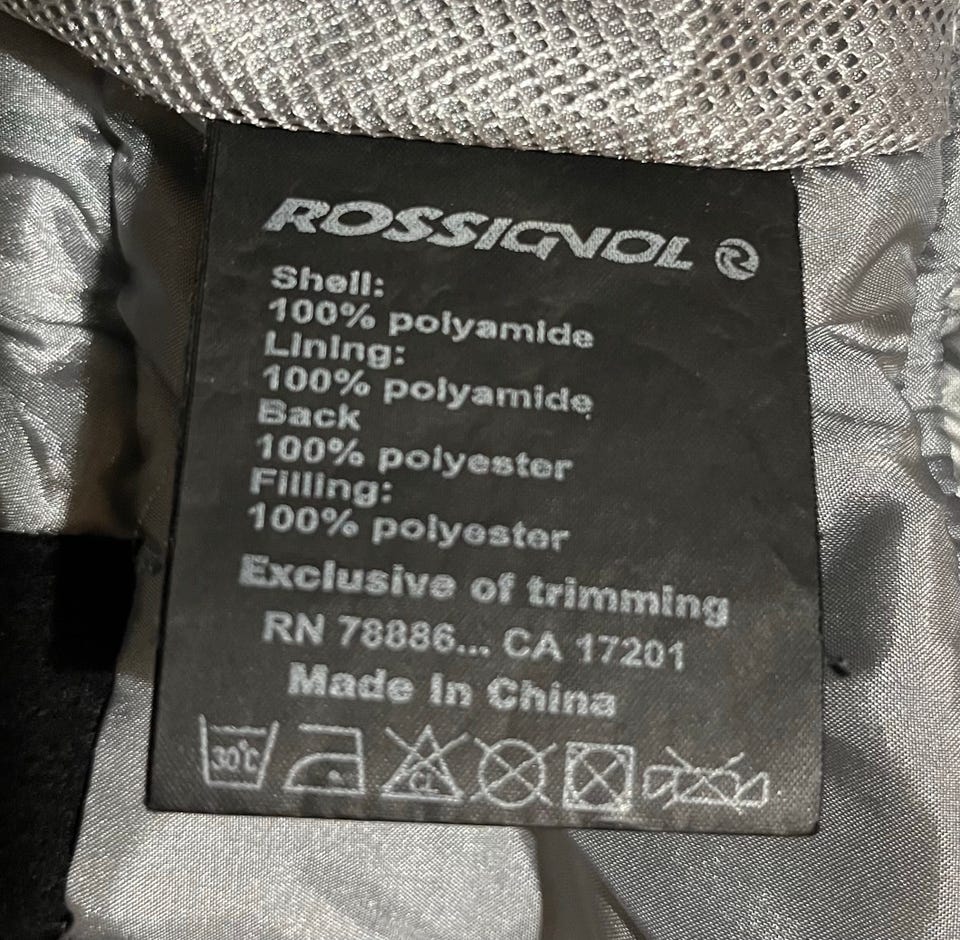 ROSSIGNOL R
Shell:
100% polyamide
Lining:
100% polyamide
Back
100% polyester
Filling:
100% polyester
Exclusive of trimming
RN 78886... CA 17201
Made In China
30°C CL